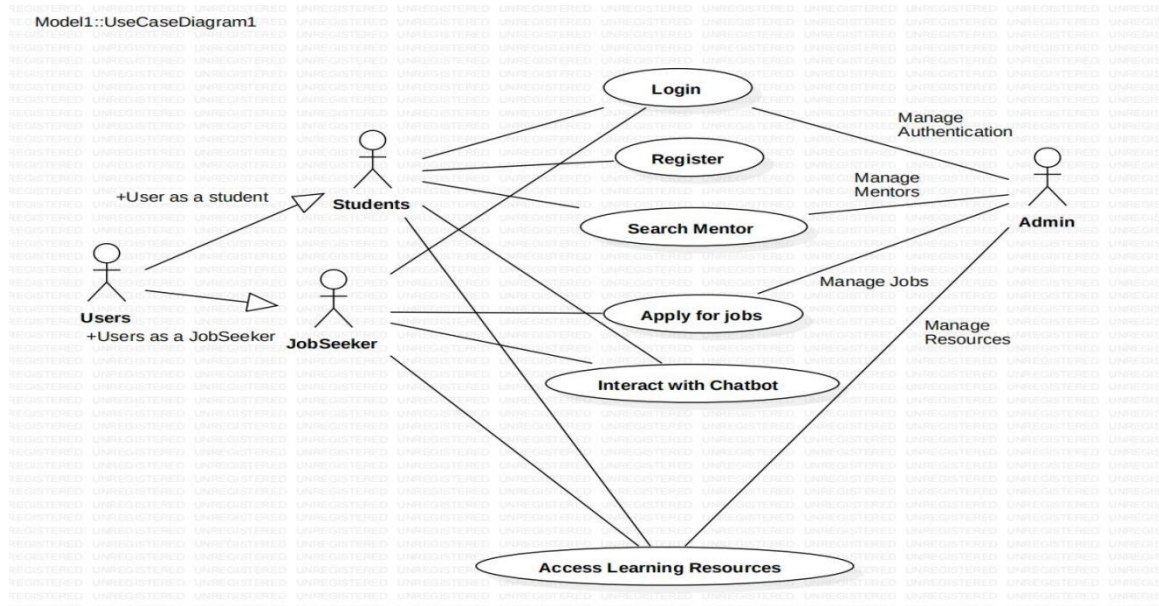 Model1::UseCaseDiagram1
Login
Manage
Authentication
Register
Manage
Mentors
+User as a student
Students
Search Mentor
Admin
Manage Jobs
Users
Apply for jobs
+Users as a JobSeeker
JobSeeker
Manage
Resources
Interact with Chatbot
Access Learning Resources
UNREGISTERED